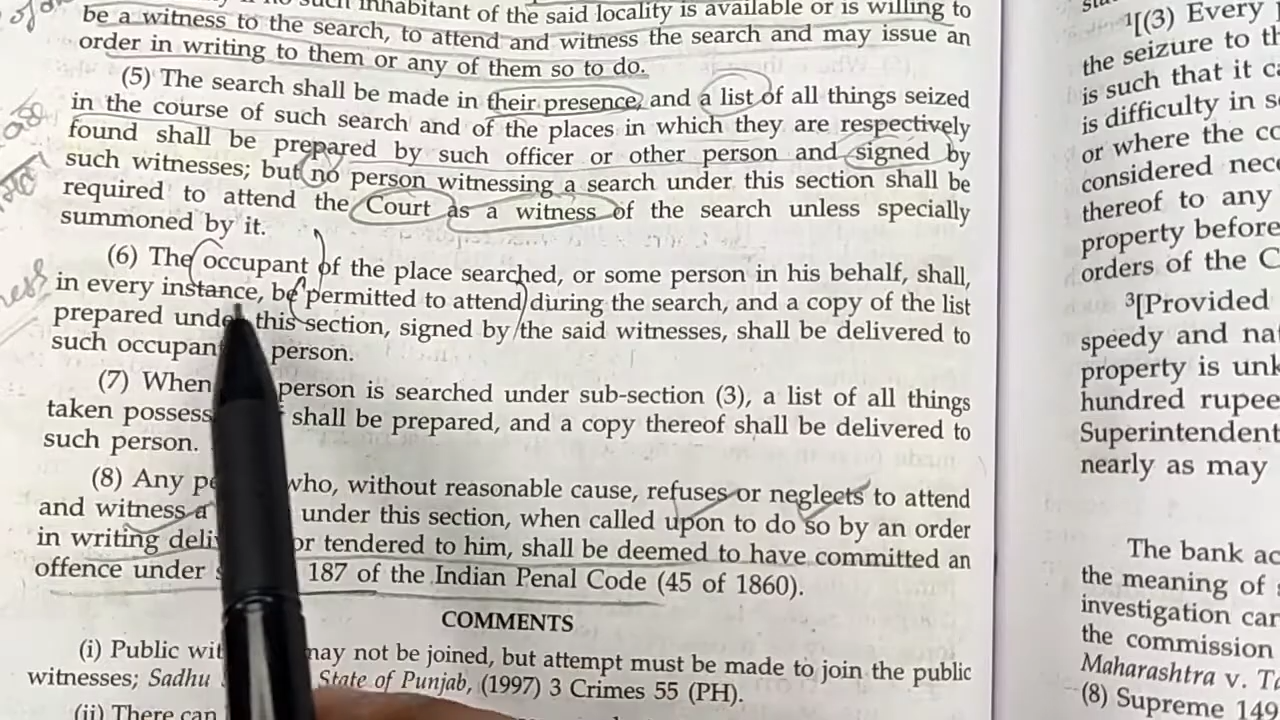 such inhabitant of the said locality is available or is willing to
be a witness to the search, to attend and witness the search and may issue an
order in writing to them or any of them so to do.
(5) The search shall be made in their presence, and a list of all things seized
in the course of such search and of the places in which they are respectively
found shall be prepared by such officer or other person and signed by
such witnesses; but no person witnessing a search under this section shall be
required to attend the Court as a witness of the search unless specially
summoned by it.
(6) The occupant of the place searched, or some person in his behalf, shall,
in every instance, be permitted to attend during the search, and a copy of the list
prepared under this section, signed by the said witnesses, shall be delivered to
such occupant person.
(7) When person is searched under sub-section (3), a list of all things
taken shall be prepared, and a copy thereof shall be delivered to
such person.
(8) Any who, without reasonable cause, refuses or neglects to attend
and witness a under this section, when called upon to do so by an order
in writing or tendered to him, shall be deemed to have committed an
offence under 187 of the Indian Penal Code (45 of 1860).
COMMENTS
(i) Public may not be joined, but attempt must be made to join the public
witnesses; Sadhu State of Punjab, (1997) 3 Crimes 55 (PH).
(ii) There can
1[(3) Every
the seizure to
is such that it
is difficulty in
or where the
considered
thereof to any
property before
orders of the
3[Provided
speedy and
property is
hundred
Superintendent
nearly as may
The bank
the meaning of
investigation
the commission
Maharashtra v.
(8) Supreme 149